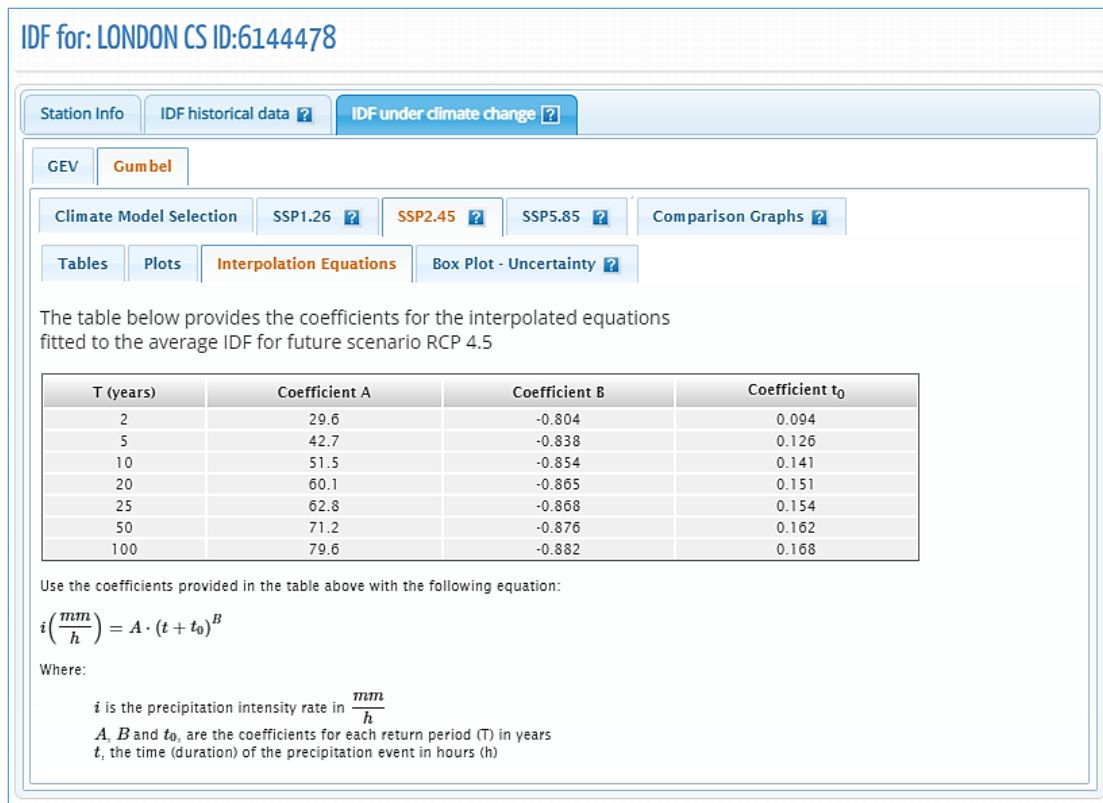 IDF for: LONDON CS ID:6144478
Station Info IDF historical data ? IDF under climate change ?
GEV Gumbel
Climate Model Selection SSP1.26 ? SSP2.45 ? SSP5.85 ? Comparison Graphs ?
Tables Plots Interpolation Equations Box Plot - Uncertainty ?
The table below provides the coefficients for the interpolated equations
fitted to the average IDF for future scenario RCP 4.5
T (years) Coefficient A Coefficient B Coefficient t₀
2 29.6 -0.804 0.094
5 42.7 -0.838 0.126
10 51.5 -0.854 0.141
20 60.1 -0.865 0.151
25 62.8 -0.868 0.154
50 71.2 -0.876 0.162
100 79.6 -0.882 0.168
Use the coefficients provided in the table above with the following equation:
i(mm/h) = A · (t + t₀)^B
Where:
i is the precipitation intensity rate in mm/h
A, B and t₀, are the coefficients for each return period (T) in years
t, the time (duration) of the precipitation event in hours (h)